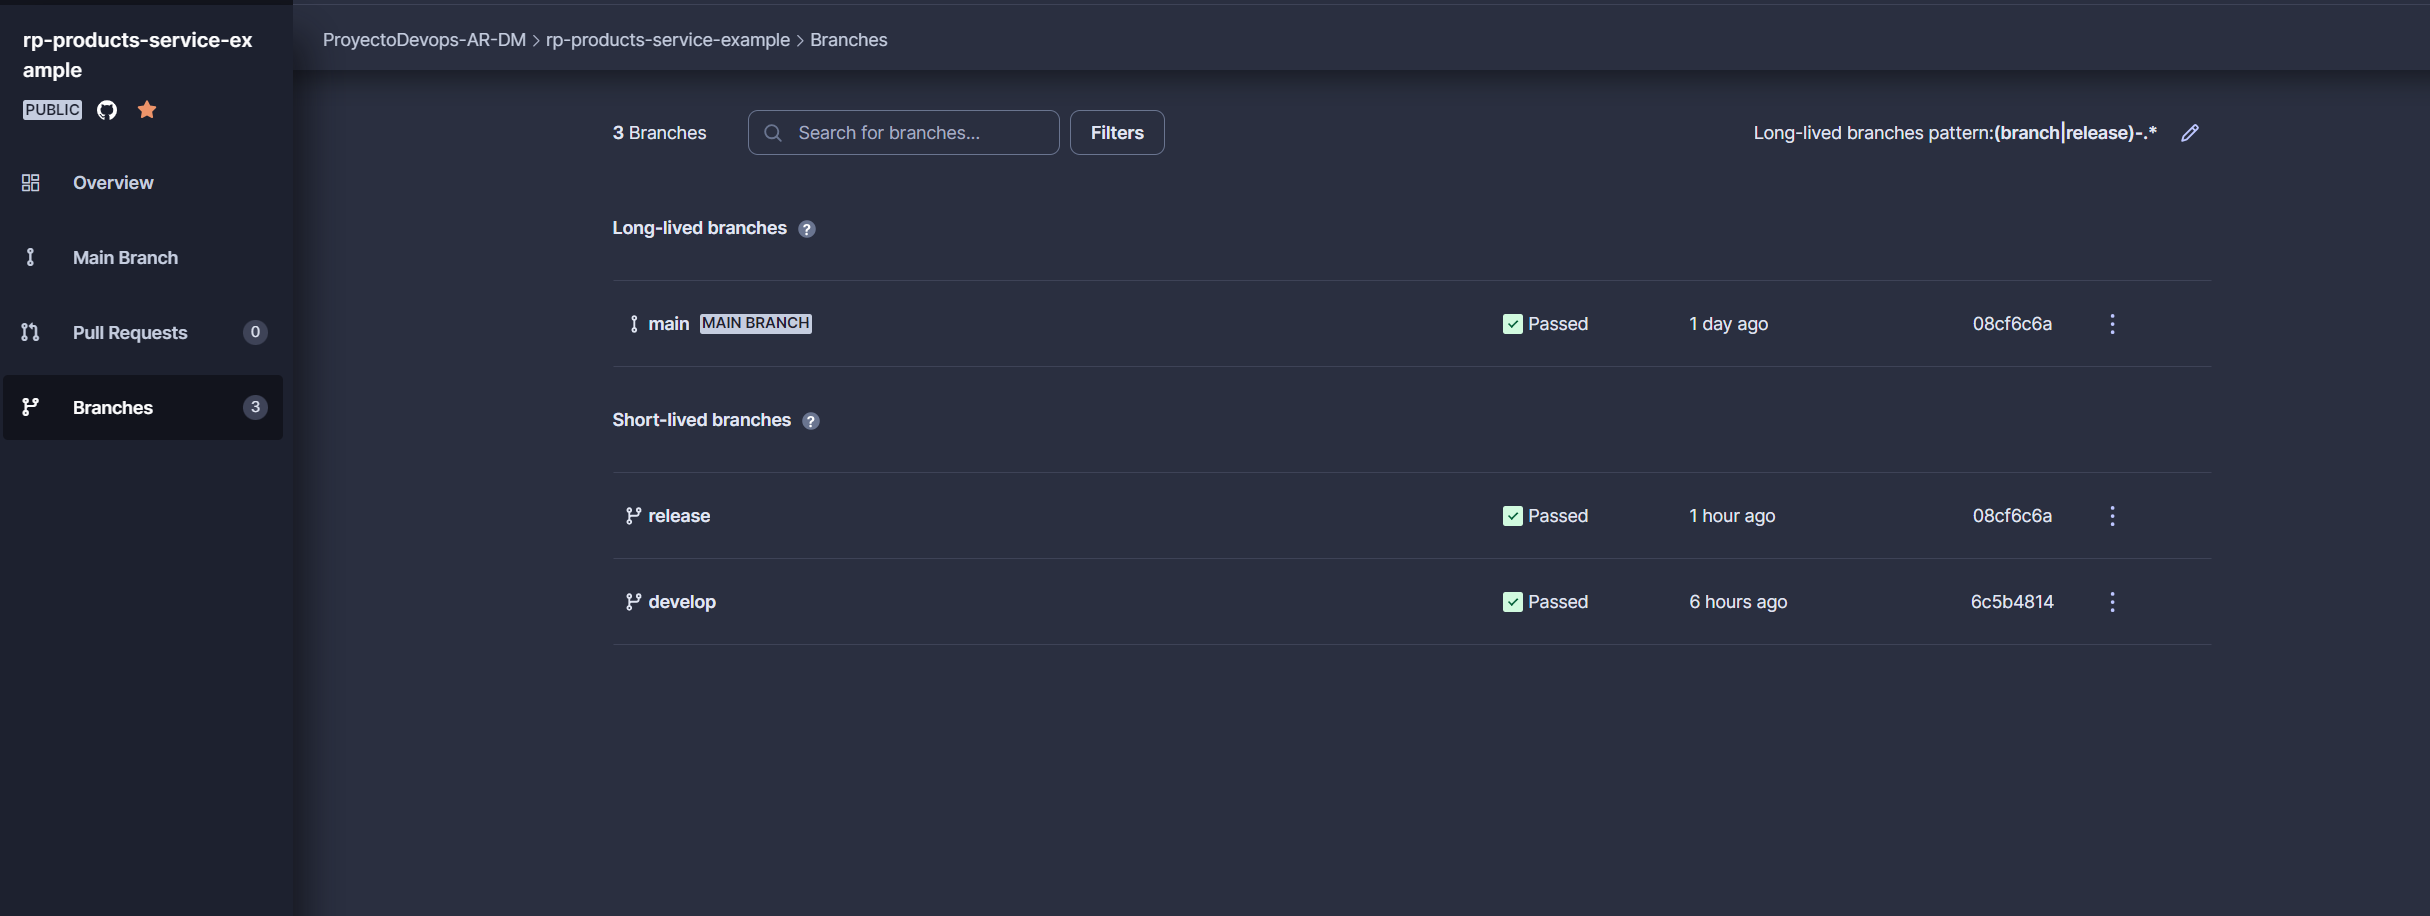 rp-products-service-ex
ample
PUBLIC
Overview
Main Branch
Pull Requests 0
Branches 3
ProyectoDevops-AR-DM > rp-products-service-example > Branches
3 Branches Search for branches... Filters Long-lived branches pattern:(branch|release)-.*
Long-lived branches ?
main MAIN BRANCH Passed 1 day ago 08cf6c6a
Short-lived branches ?
release Passed 1 hour ago 08cf6c6a
develop Passed 6 hours ago 6c5b4814